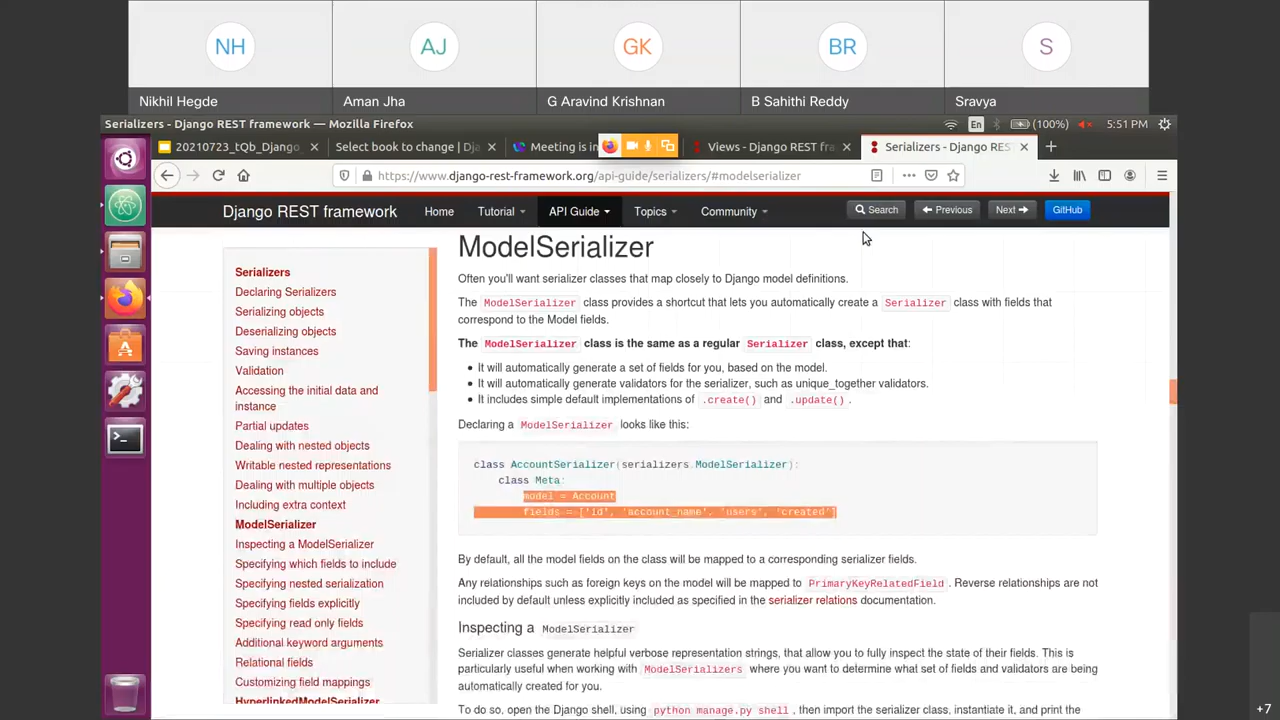 NH
AJ
GK
BR
S
Nikhil Hegde
Aman Jha
G Aravind Krishnan
B Sahithi Reddy
Sravya
Serializers - Django REST framework — Mozilla Firefox
En
(100%)
5:51 PM
20210723_tQb_Django_
Select book to change | Dja
Meeting is in
Views - Django REST fra
Serializers - Django REST
https://www.django-rest-framework.org/api-guide/serializers/#modelserializer
Django REST framework
Home
Tutorial
API Guide
Topics
Community
Search
Previous
Next
GitHub
Serializers
Declaring Serializers
Serializing objects
Deserializing objects
Saving instances
Validation
Accessing the initial data and
instance
Partial updates
Dealing with nested objects
Writable nested representations
Dealing with multiple objects
Including extra context
ModelSerializer
Inspecting a ModelSerializer
Specifying which fields to include
Specifying nested serialization
Specifying fields explicitly
Specifying read only fields
Additional keyword arguments
Relational fields
Customizing field mappings
HyperlinkedModelSerializer
ModelSerializer
Often you'll want serializer classes that map closely to Django model definitions.
The ModelSerializer class provides a shortcut that lets you automatically create a Serializer class with fields that
correspond to the Model fields.
The ModelSerializer class is the same as a regular Serializer class, except that:
• It will automatically generate a set of fields for you, based on the model.
• It will automatically generate validators for the serializer, such as unique_together validators.
• It includes simple default implementations of .create() and .update().
Declaring a ModelSerializer looks like this:
class AccountSerializer(serializers.ModelSerializer):
class Meta:
model = Account
fields = ['id', 'account_name', 'users', 'created']
By default, all the model fields on the class will be mapped to a corresponding serializer fields.
Any relationships such as foreign keys on the model will be mapped to PrimaryKeyRelatedField. Reverse relationships are not
included by default unless explicitly included as specified in the serializer relations documentation.
Inspecting a ModelSerializer
Serializer classes generate helpful verbose representation strings, that allow you to fully inspect the state of their fields. This is
particularly useful when working with ModelSerializers where you want to determine what set of fields and validators are being
automatically created for you.
To do so, open the Django shell, using python manage.py shell, then import the serializer class, instantiate it, and print the
+7